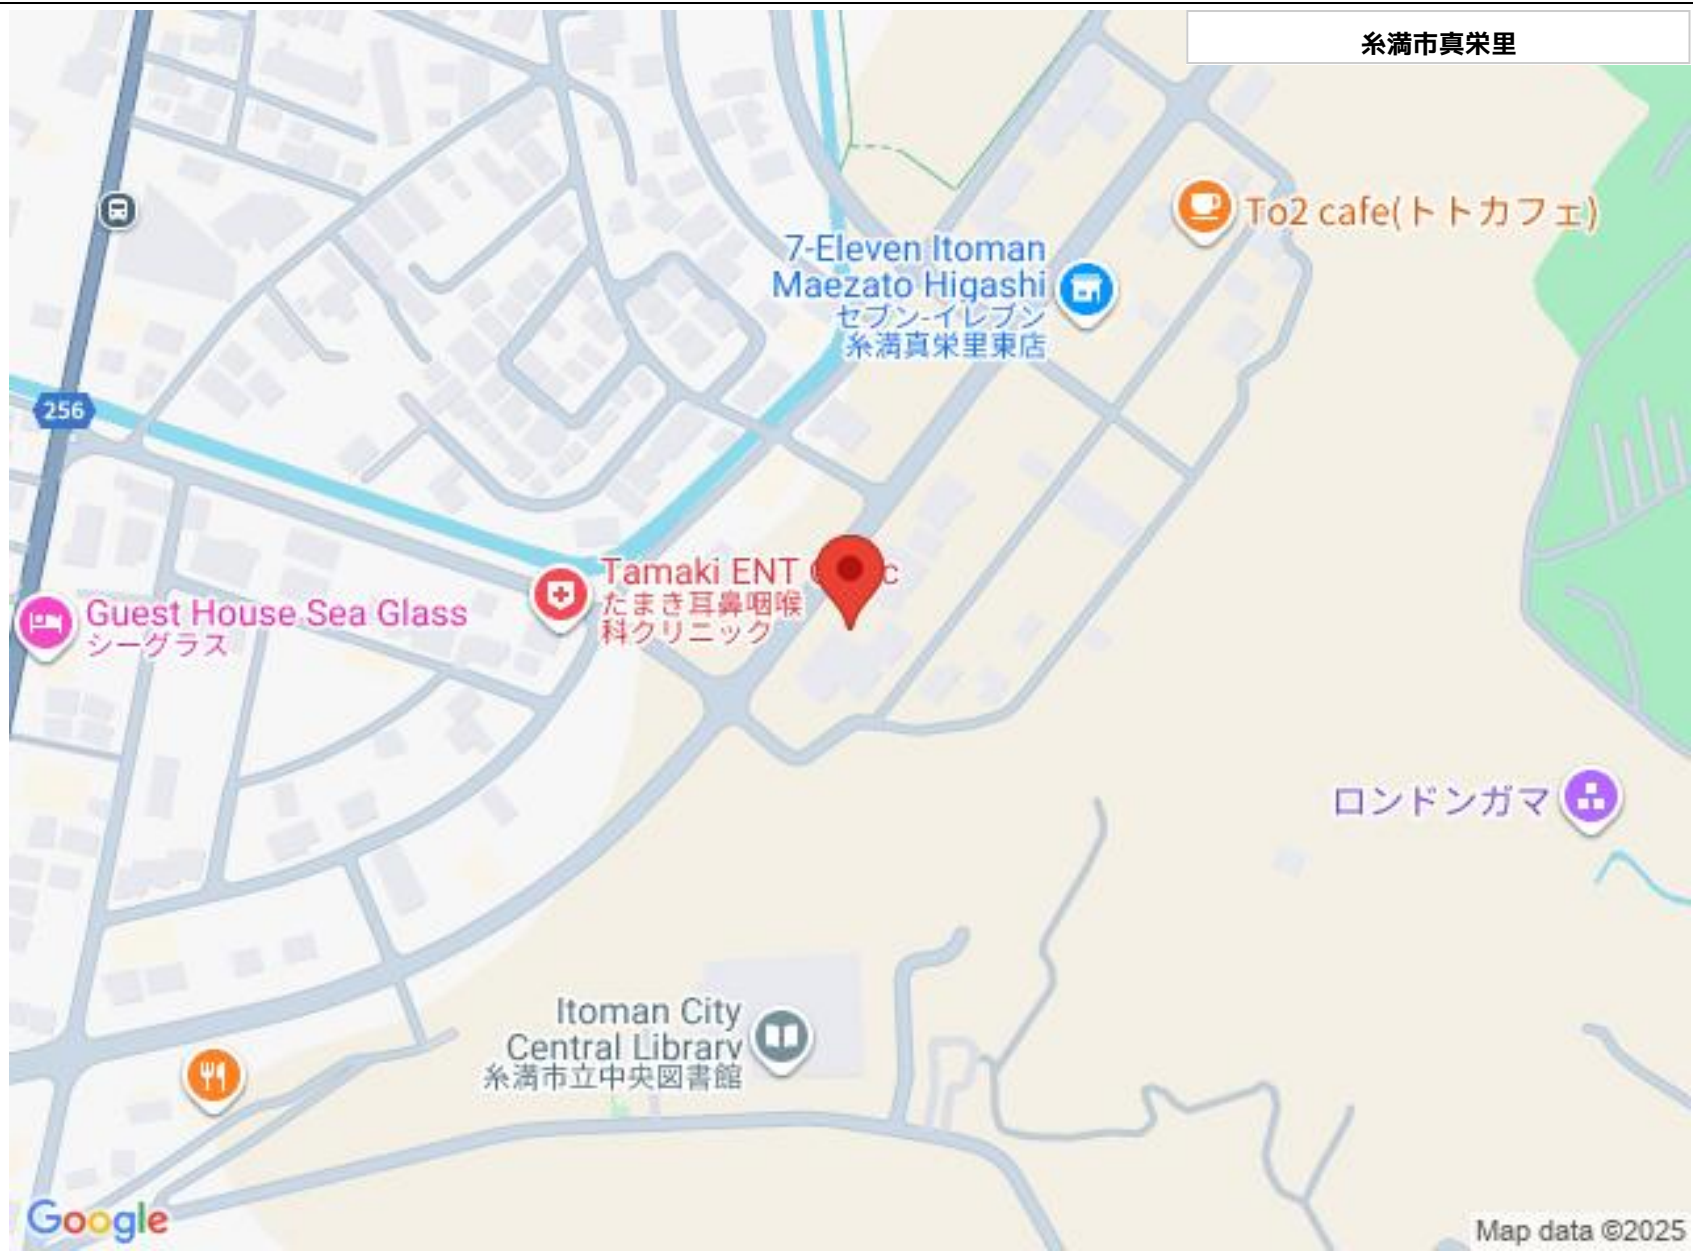 糸満市真栄里
To2 cafe(トトカフェ)
7-Eleven Itoman
Maezato Higashi
セブン-イレブン
糸満真栄里東店
256
Tamaki ENT
たまき耳鼻咽喉
科クリニック
Guest House Sea Glass
シーグラス
ロンドンガマ
Itoman City
Central Library
糸満市立中央図書館
Google
Map data ©2025